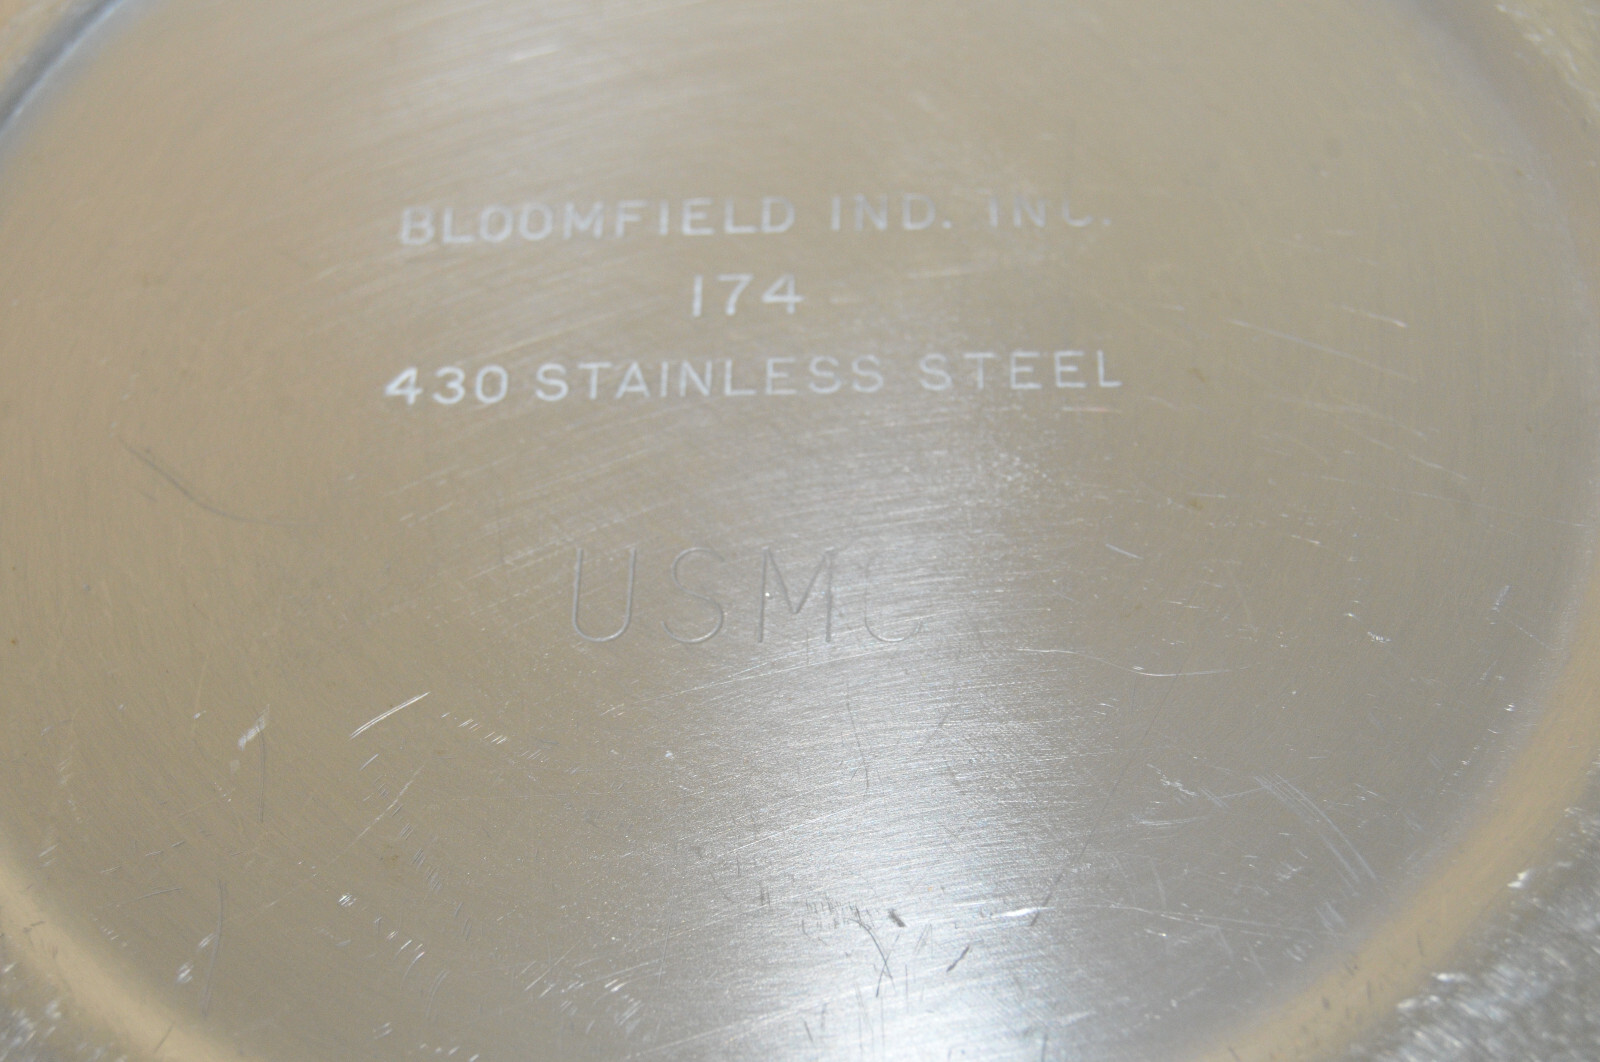 BLOOMFIELD IND. INC.
174
430 STAINLESS STEEL
USMC